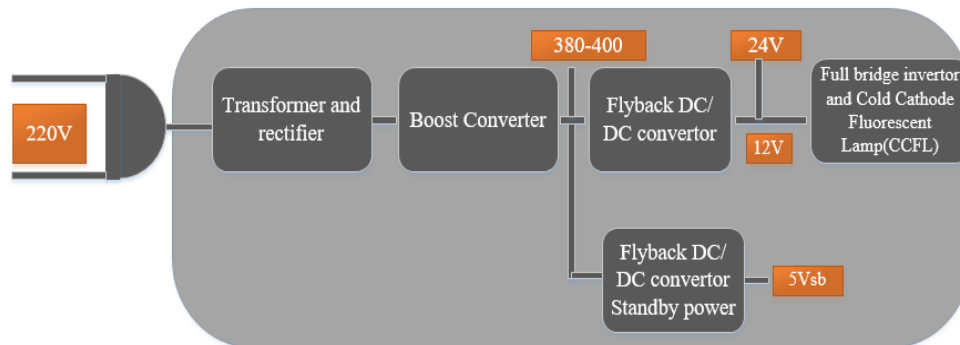 220V
Transformer and
rectifier
Boost Converter
380-400
Flyback DC/
DC convertor
24V
12V
Full bridge invertor
and Cold Cathode
Fluorescent
Lamp(CCFL)
Flyback DC/
DC convertor
Standby power
5Vsb